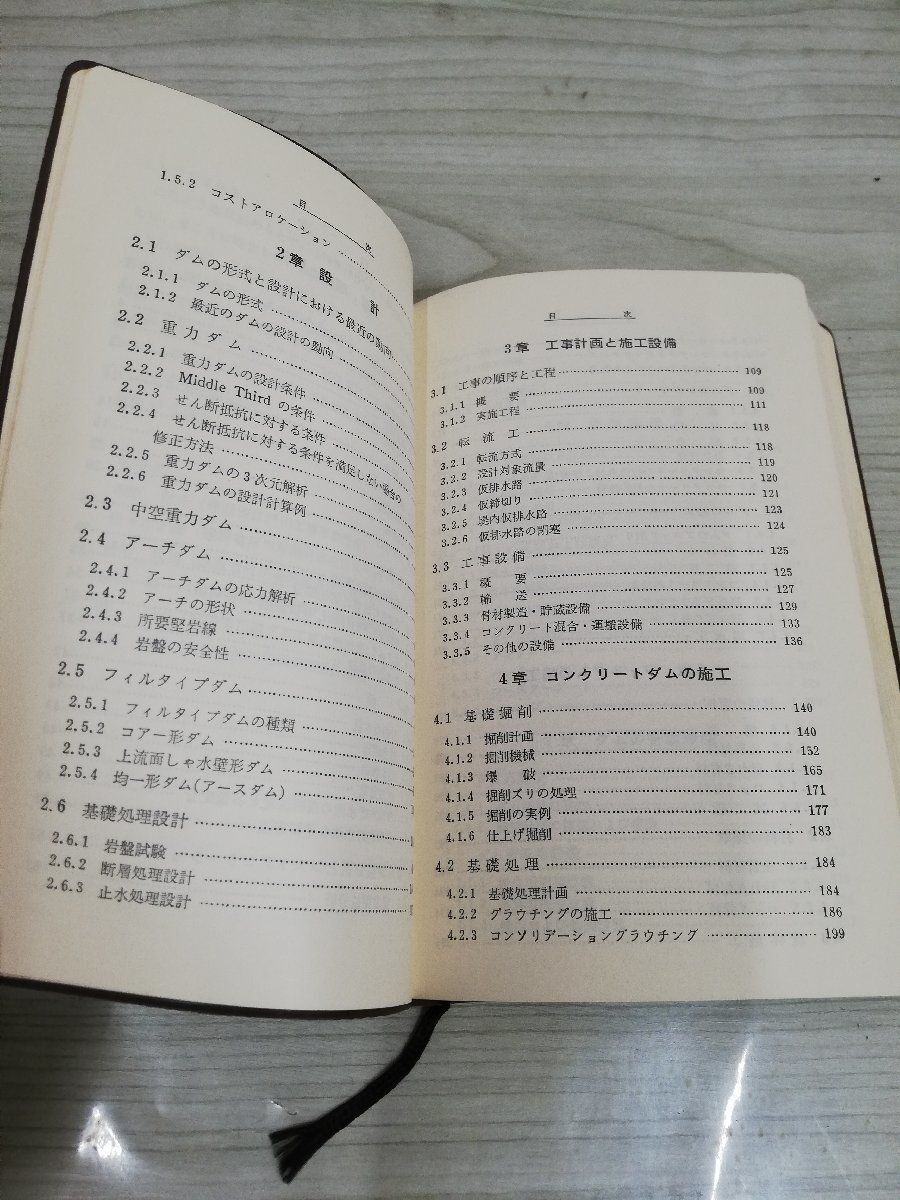 目 次
1.5.2 コストアロケーション
2章 設 計
2.1 ダムの形式と設計における最近の動向
2.1.1 ダムの形式
2.1.2 最近のダムの設計の動向
2.2 重力ダム
2.2.1 重力ダムの設計条件
2.2.2 Middle Third の条件
2.2.3 せん断抵抗に対する条件
2.2.4 せん断抵抗に対する条件を満足しない場合の
修正方法
2.2.5 重力ダムの3次元解析
2.2.6 重力ダムの設計計算例
2.3 中空重力ダム
2.4 アーチダム
2.4.1 アーチダムの応力解析
2.4.2 アーチの形状
2.4.3 所要堅岩線
2.4.4 岩盤の安全性
2.5 フィルタイプダム
2.5.1 フィルタイプダムの種類
2.5.2 コアー形ダム
2.5.3 上流面しゃ水壁形ダム
2.5.4 均一形ダム(アースダム)
2.6 基礎処理設計
2.6.1 岩盤試験
2.6.2 断層処理設計
2.6.3 止水処理設計
目 次
3章 工事計画と施工設備
3.1 工事の順序と工程 109
3.1.1 概 要 109
3.1.2 実施工程 111
3.2 転流工 118
3.2.1 転流方式 118
3.2.2 設計対象流量 119
3.2.3 仮排水路 120
3.2.4 仮締切り 121
3.2.5 堤内仮排水路 123
3.2.6 仮排水路の閉塞 124
3.3 工事設備 125
3.3.1 概 要 125
3.3.2 輸 送 127
3.3.3 骨材製造・貯蔵設備 129
3.3.4 コンクリート混合・運搬設備 133
3.3.5 その他の設備 136
4章 コンクリートダムの施工
4.1 基礎掘削 140
4.1.1 掘削計画 140
4.1.2 掘削機械 152
4.1.3 爆 破 165
4.1.4 掘削ズリの処理 171
4.1.5 掘削の実例 177
4.1.6 仕上げ掘削 183
4.2 基礎処理 184
4.2.1 基礎処理計画 184
4.2.2 グラウチングの施工 186
4.2.3 コンソリデーショングラウチング 199